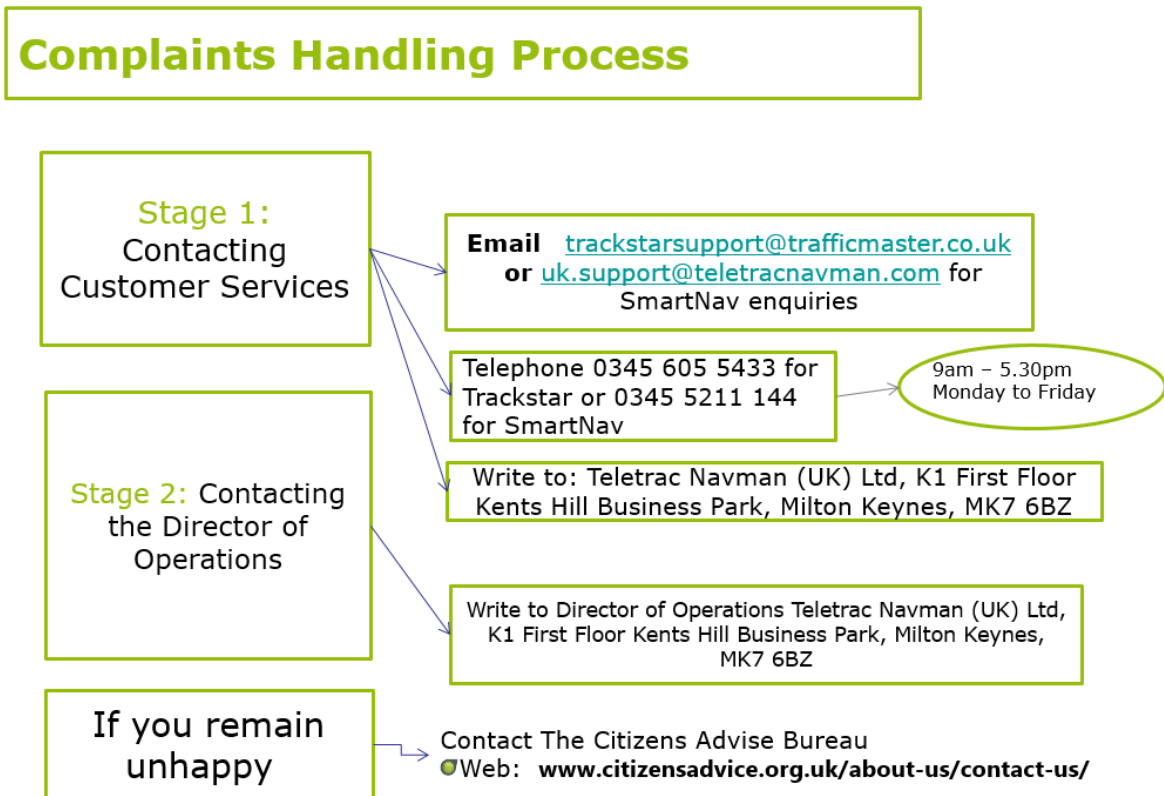 Complaints Handling Process
Stage 1:
Contacting
Customer Services
Email trackstarsupport@trafficmaster.co.uk
or uk.support@teletracnavman.com for
SmartNav enquiries
Telephone 0345 605 5433 for
Trackstar or 0345 5211 144
for SmartNav
9am – 5.30pm
Monday to Friday
Write to: Teletrac Navman (UK) Ltd, K1 First Floor
Kents Hill Business Park, Milton Keynes, MK7 6BZ
Stage 2: Contacting
the Director of
Operations
Write to Director of Operations Teletrac Navman (UK) Ltd,
K1 First Floor Kents Hill Business Park, Milton Keynes,
MK7 6BZ
If you remain
unhappy
Contact The Citizens Advise Bureau
Web: www.citizensadvice.org.uk/about-us/contact-us/